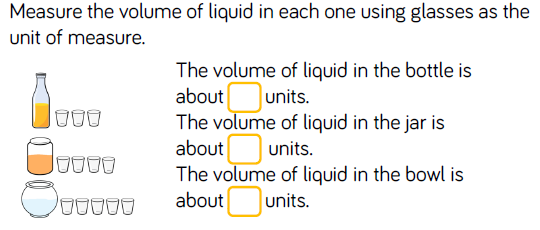 Measure the volume of liquid in each one using glasses as the
unit of measure.
The volume of liquid in the bottle is
about units.
The volume of liquid in the jar is
about units.
The volume of liquid in the bowl is
about units.